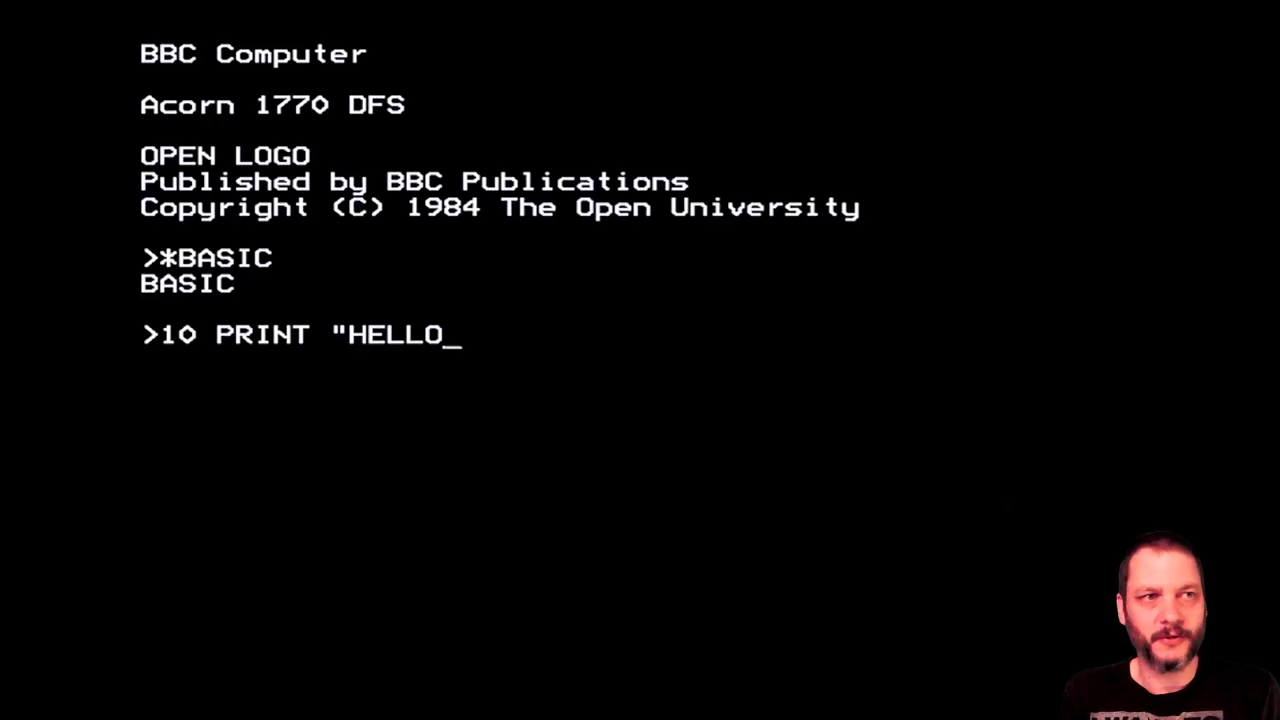 BBC Computer
Acorn 1770 DFS
OPEN LOGO
Published by BBC Publications
Copyright (C) 1984 The Open University
>*BASIC
BASIC
>10 PRINT "HELLO_